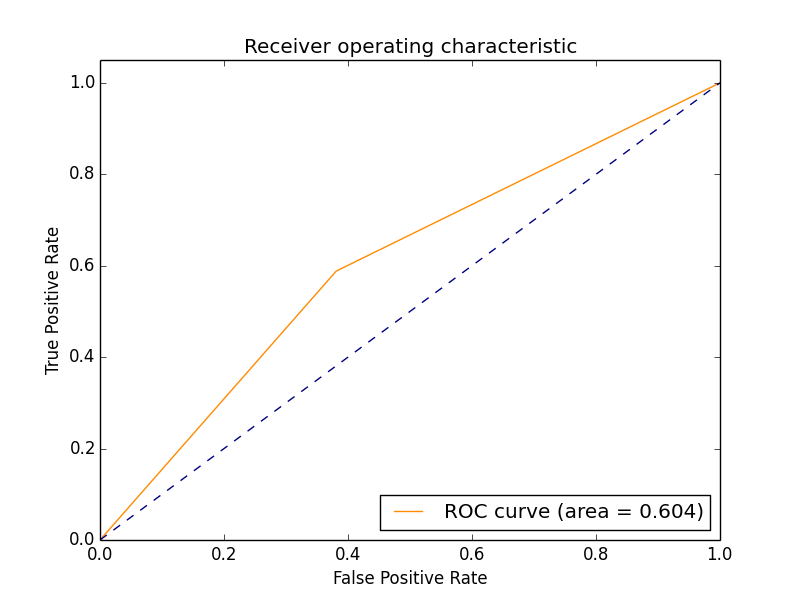 Receiver operating characteristic
1.0
0.8
0.6
0.4
0.2
0.0
True Positive Rate
ROC curve (area = 0.604)
0.0 0.2 0.4 0.6 0.8 1.0
False Positive Rate